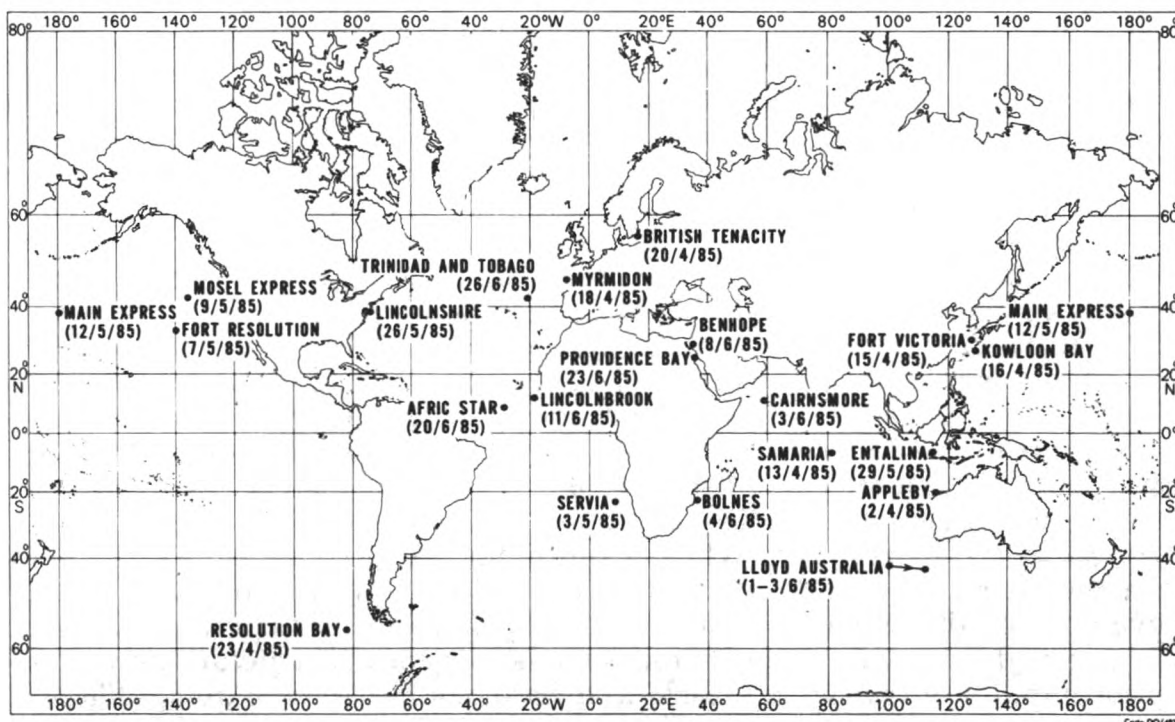 180° 160° 140° 120° 100° 80° 60° 40° 20°W 0° 20°E 40° 60° 80° 100° 120° 140° 160° 180°
80° 80°
60° 60°
BRITISH TENACITY
(20/4/85)
TRINIDAD AND TOBAGO
(26/6/85)
MYRMIDON
(18/4/85)
MOSEL EXPRESS
(9/5/85)
40° 40°
MAIN EXPRESS
(12/5/85)
FORT RESOLUTION
(7/5/85)
LINCOLNSHIRE
(26/5/85)
BENHOPE
(8/6/85)
MAIN EXPRESS
(12/5/85)
FORT VICTORIA
(15/4/85)
KOWLOON BAY
(16/4/85)
PROVIDENCE BAY
(23/6/85)
20° 20°
N N
LINCOLNBROOK
(11/6/85)
AFRIC STAR
(20/6/85)
CAIRNSMORE
(3/6/85)
0° 0°
SAMARIA
(13/4/85)
ENTALINA
(29/5/85)
20° 20°
S S
SERVIA
(3/5/85)
BOLNES
(4/6/85)
APPLEBY
(2/4/85)
40° 40°
LLOYD AUSTRALIA
(1–3/6/85)
RESOLUTION BAY
(23/4/85)
60° 60°
180° 160° 140° 120° 100° 80° 60° 40° 20°W 0° 20°E 40° 60° 80° 100° 120° 140° 160° 180°